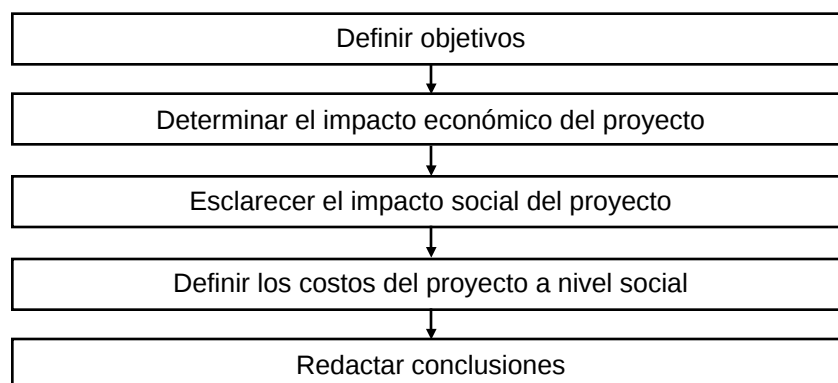 Definir objetivos
Determinar el impacto económico del proyecto
Esclarecer el impacto social del proyecto
Definir los costos del proyecto a nivel social
Redactar conclusiones